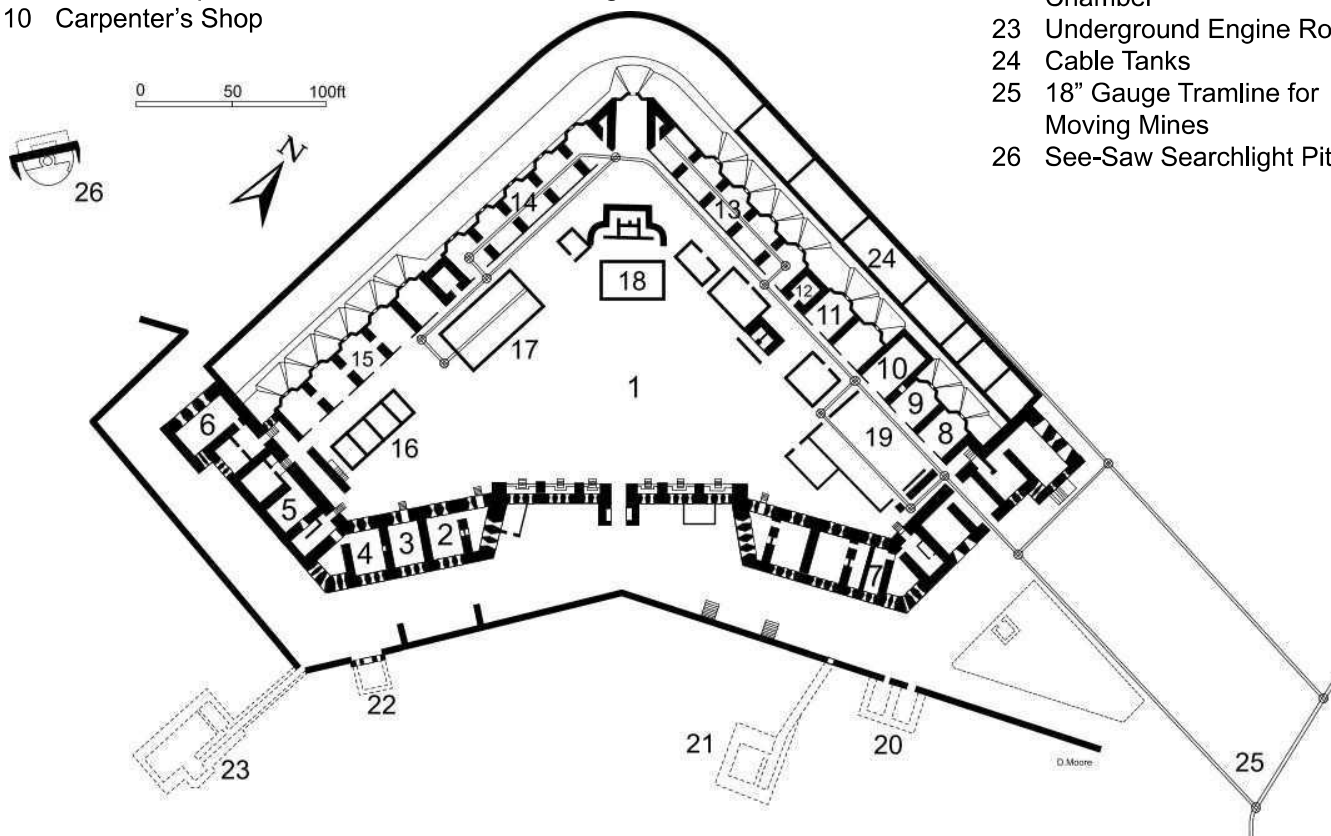 10 Carpenter's Shop
23 Underground Engine Ro
24 Cable Tanks
25 18" Gauge Tramline for
Moving Mines
26 See-Saw Searchlight Pit
0 50 100ft
N
26
14
13
24
18
12
11
17
15
10
1
9
6
16
19
8
5
2
3
4
7
22
21
20
23
25
D.Moore